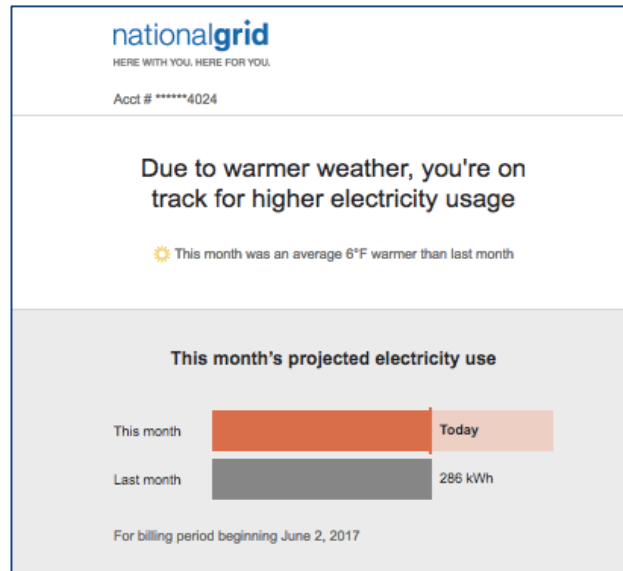 nationalgrid
HERE WITH YOU. HERE FOR YOU.
Acct # ******4024
Due to warmer weather, you're on
track for higher electricity usage
This month was an average 6°F warmer than last month
This month's projected electricity use
This month Today
Last month 286 kWh
For billing period beginning June 2, 2017